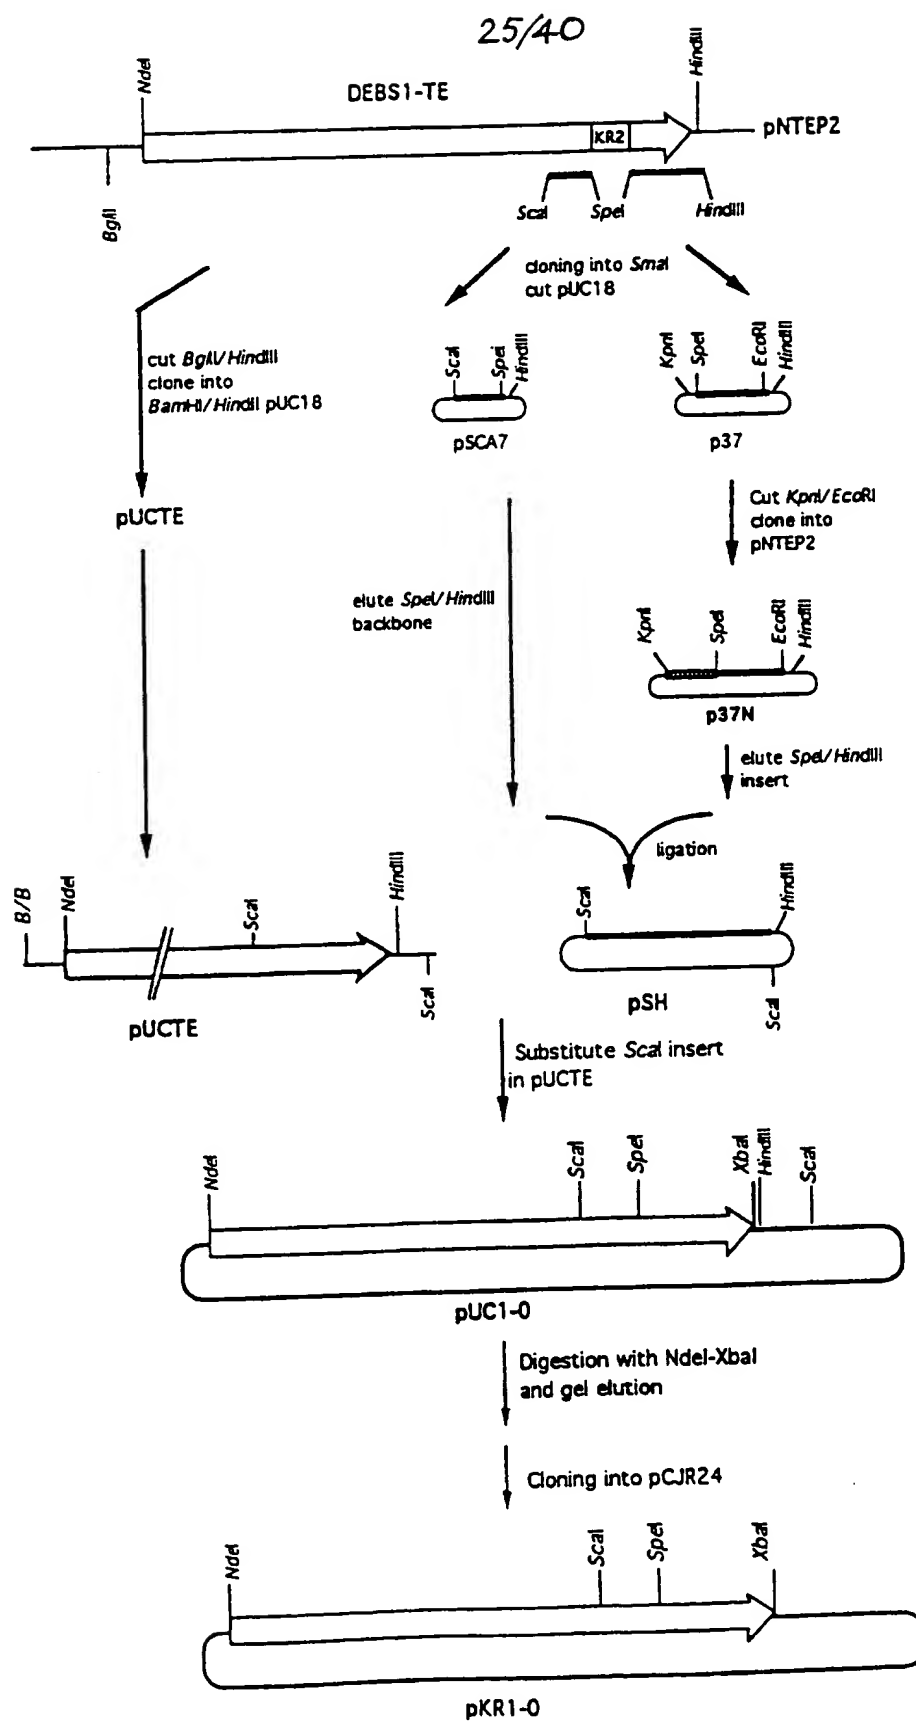 25/40
NdeI
DEBS1-TE
HindIII
KR2
pNTEP2
BglII
ScaI
SpeI
HindIII
cloning into SmaI
cut pUC18
cut BglII/HindIII
clone into
BamHI/HindII pUC18
ScaI
SpeI
HindIII
pSCA7
KpnI
SpeI
EcoRI
HindIII
p37
pUCTE
Cut KpnI/EcoRI
clone into
pNTEP2
elute SpeI/HindIII
backbone
KpnI
SpeI
EcoRI
HindIII
p37N
elute SpeI/HindIII
insert
ligation
B/B
NdeI
ScaI
HindIII
ScaI
pUCTE
ScaI
HindIII
ScaI
pSH
Substitute ScaI insert
in pUCTE
NdeI
ScaI
SpeI
XbaI
HindIII
ScaI
pUC1-0
Digestion with NdeI-XbaI
and gel elution
Cloning into pCJR24
NdeI
ScaI
SpeI
XbaI
pKR1-0